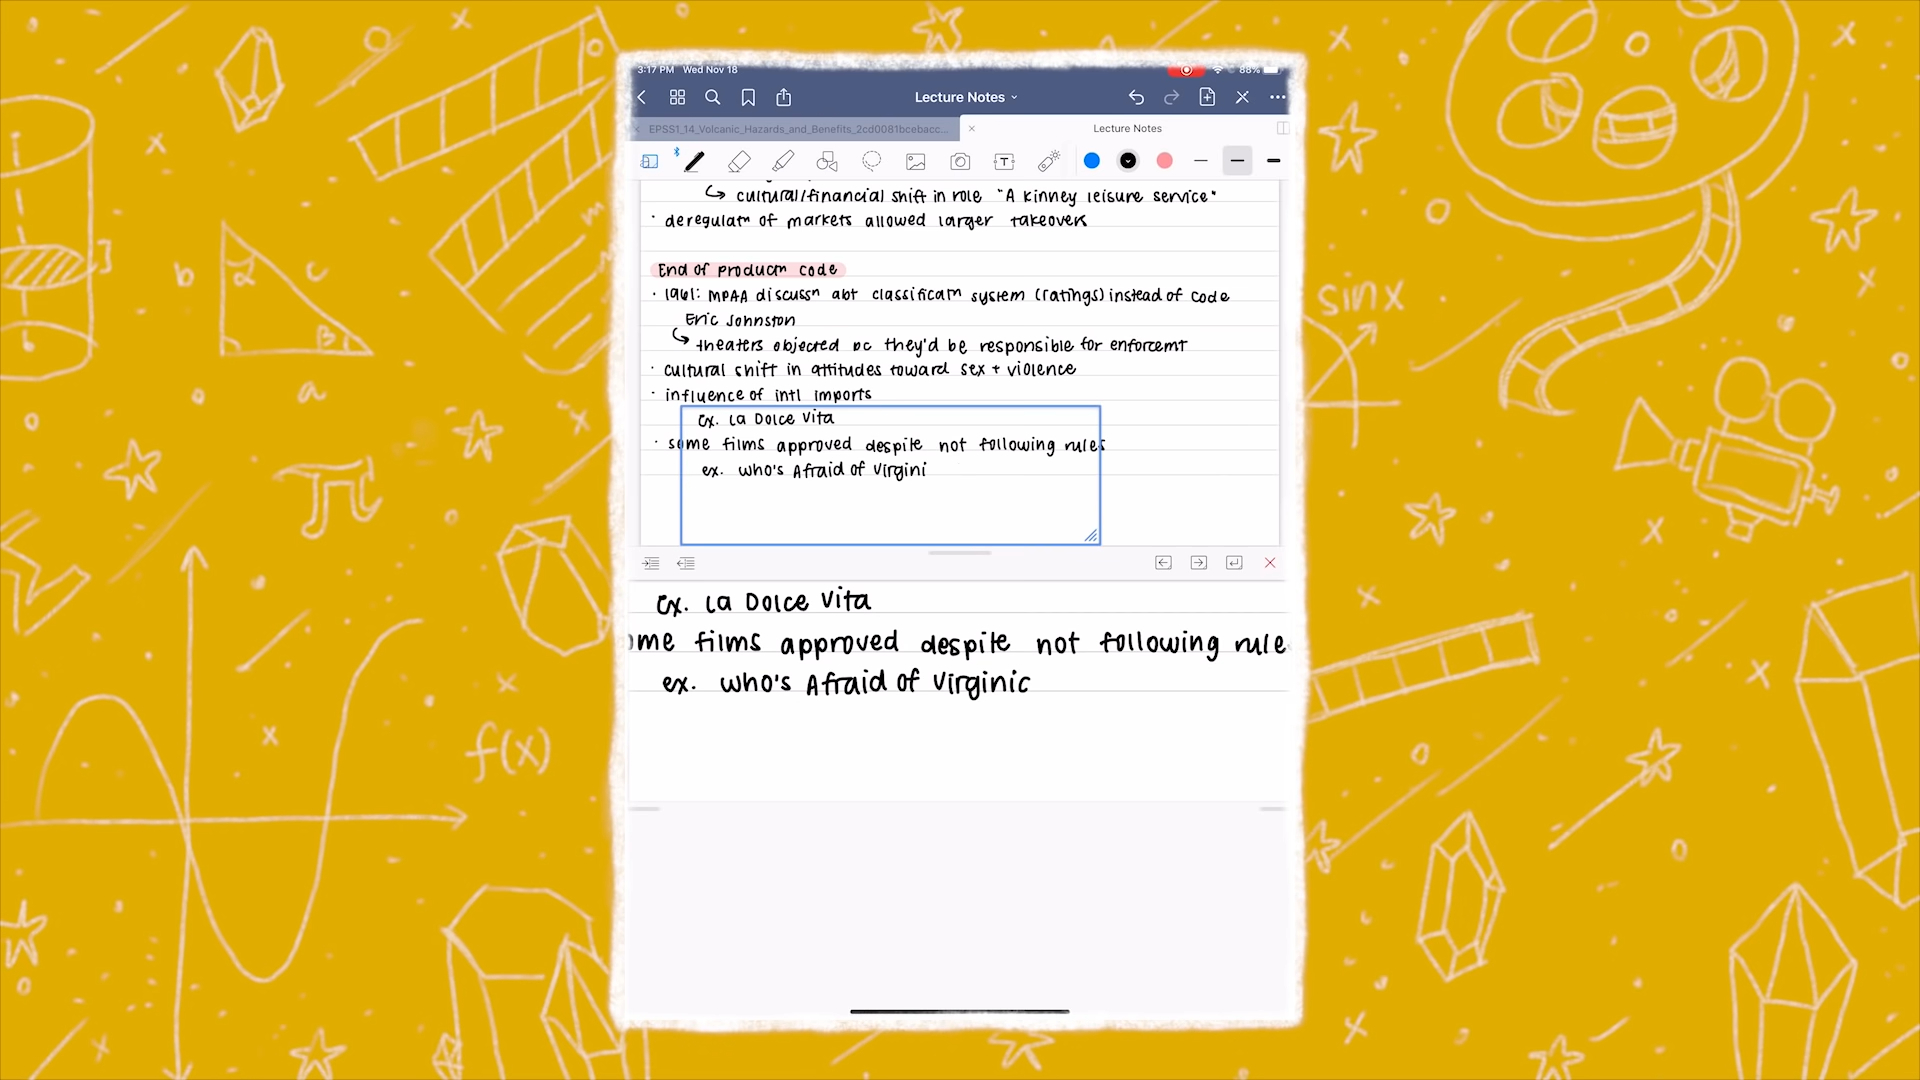 3:17 PM Wed Nov 18
88%
Lecture Notes
EPSS1_14_Volcanic_Hazards_and_Benefits_2cd0081bcebacc...
Lecture Notes
↳ cultural/financial shift in role "A Kinney leisure service"
· deregulatn of markets allowed larger takeovers
End of productn code
· 1961: MPAA discussn abt classificatn system (ratings) instead of code
Eric Johnston
↳ theaters objected bc they'd be responsible for enforcemt
· cultural shift in attitudes toward sex + violence
· influence of intl imports
ex. La Dolce Vita
· some films approved despite not following rules
ex. Who's Afraid of Virgini
ex. La Dolce Vita
ome films approved despite not following rule
ex. Who's Afraid of Virginic
b
α
c
β
a
π
f(x)
sinx